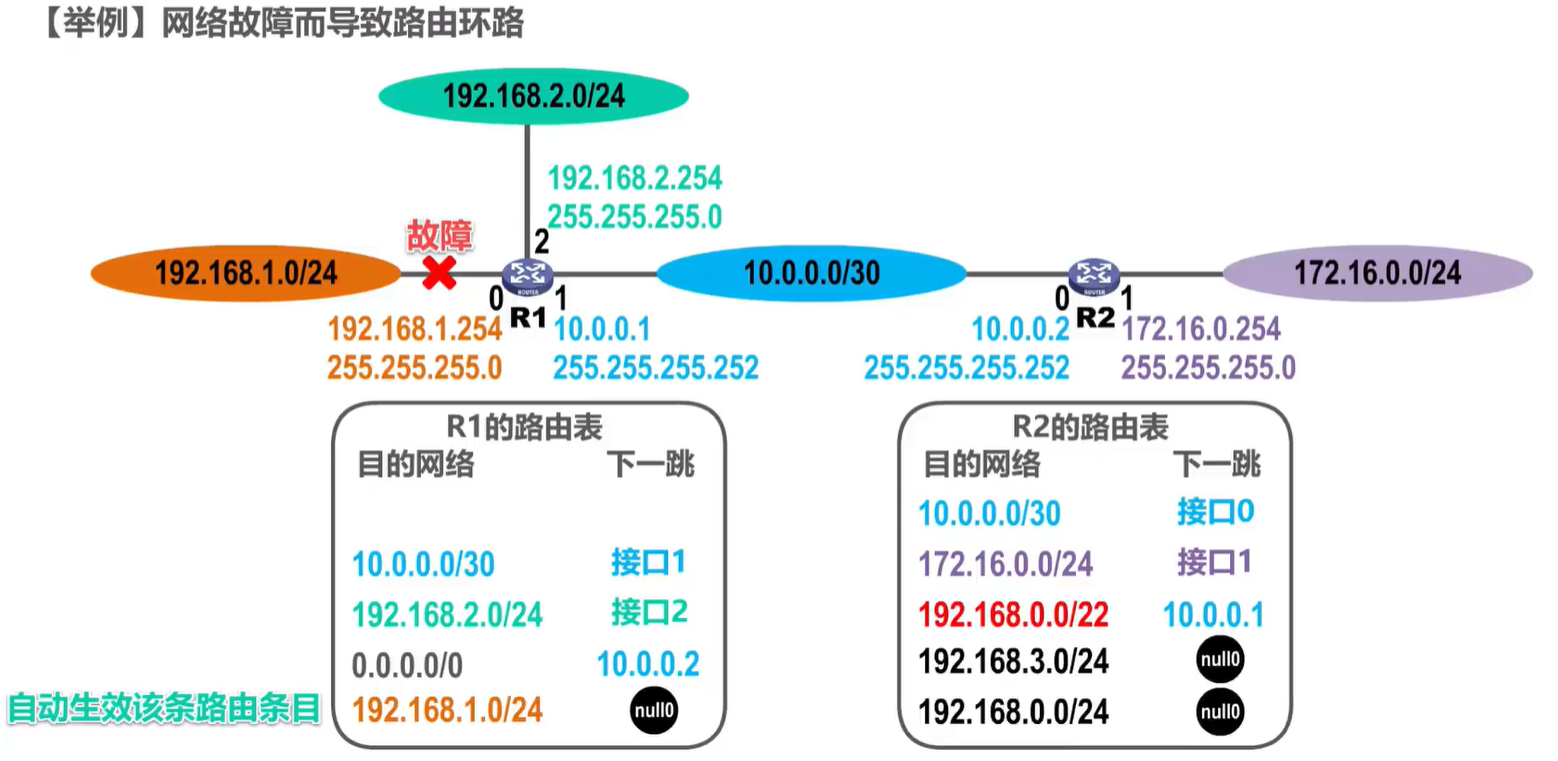 【举例】网络故障而导致路由环路
192.168.2.0/24
192.168.2.254
255.255.255.0
故障
2
192.168.1.0/24
10.0.0.0/30
172.16.0.0/24
0
R1
1
ROUTER
192.168.1.254
255.255.255.0
10.0.0.1
255.255.255.252
0
R2
1
ROUTER
10.0.0.2
255.255.255.252
172.16.0.254
255.255.255.0
R1的路由表
目的网络 下一跳
10.0.0.0/30 接口1
192.168.2.0/24 接口2
0.0.0.0/0 10.0.0.2
自动生效该条路由条目
192.168.1.0/24 null0
R2的路由表
目的网络 下一跳
10.0.0.0/30 接口0
172.16.0.0/24 接口1
192.168.0.0/22 10.0.0.1
192.168.3.0/24 null0
192.168.0.0/24 null0